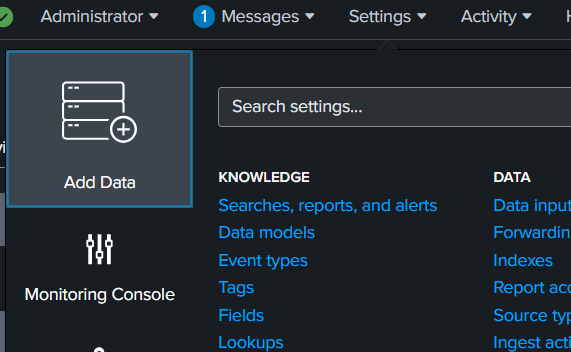 Administrator 1 Messages Settings Activity
Search settings...
Add Data
Monitoring Console
KNOWLEDGE
Searches, reports, and alerts
Data models
Event types
Tags
Fields
Lookups
DATA
Data input
Forwardin
Indexes
Report acc
Source typ
Ingest acti